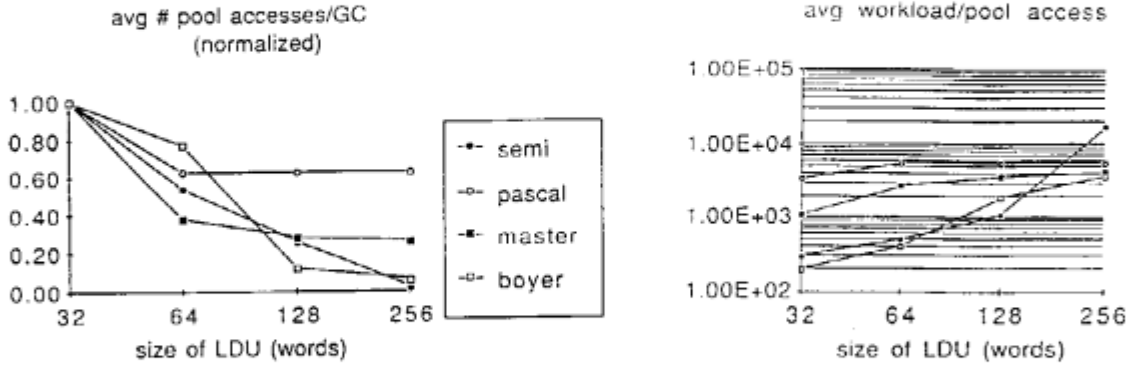 avg # pool accesses/GC
(normalized)
1.00
0.80
0.60
0.40
0.20
0.00
32 64 128 256
size of LDU (words)
semi
pascal
master
boyer
avg workload/pool access
1.00E+05
1.00E+04
1.00E+03
1.00E+02
32 64 128 256
size of LDU (words)